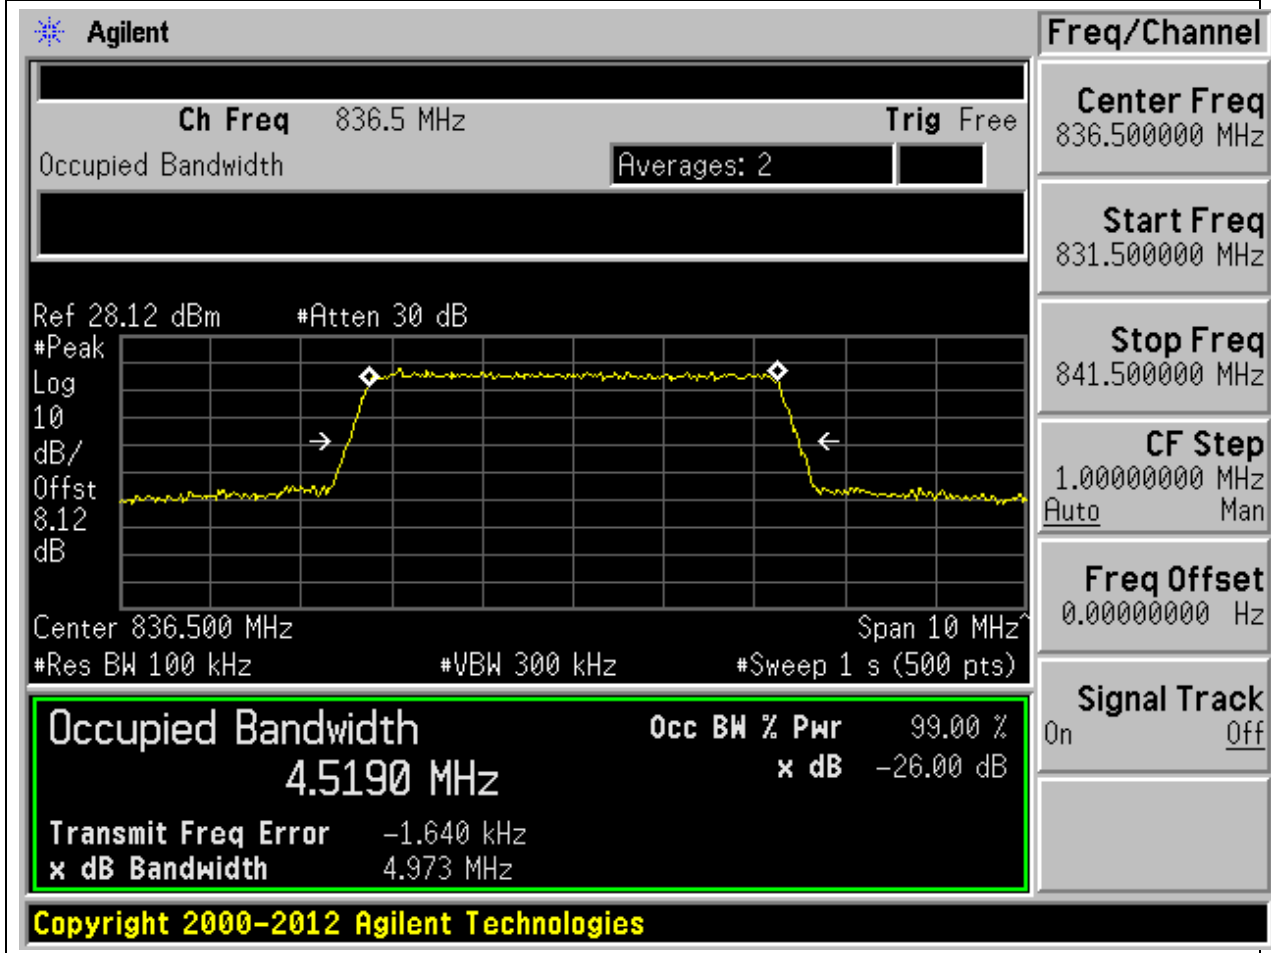 Agilent
Freq/Channel
Ch Freq 836.5 MHz Trig Free
Occupied Bandwidth Averages: 2
Center Freq
836.500000 MHz
Start Freq
831.500000 MHz
Stop Freq
841.500000 MHz
CF Step
1.00000000 MHz
Auto Man
Freq Offset
0.00000000 Hz
Signal Track
On Off
Ref 28.12 dBm #Atten 30 dB
#Peak
Log
10
dB/
Offst
8.12
dB
Center 836.500 MHz Span 10 MHz^
#Res BW 100 kHz #VBW 300 kHz #Sweep 1 s (500 pts)
Occupied Bandwidth Occ BW % Pwr 99.00 %
4.5190 MHz x dB -26.00 dB
Transmit Freq Error -1.640 kHz
x dB Bandwidth 4.973 MHz
Copyright 2000-2012 Agilent Technologies